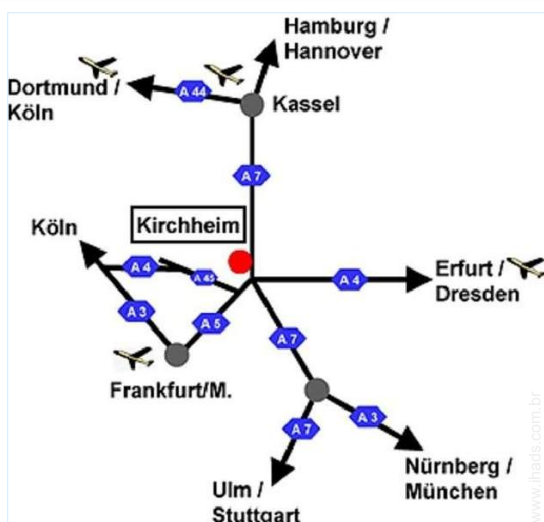 Hamburg /
Hannover
Dortmund /
Köln
A 44
Kassel
A 7
Kirchheim
Köln
A 4
A 45
A 4
Erfurt /
Dresden
A 3
A 5
A 7
Frankfurt/M.
A 7
A 3
Nürnberg /
München
Ulm /
Stuttgart
www.ihads.com.br